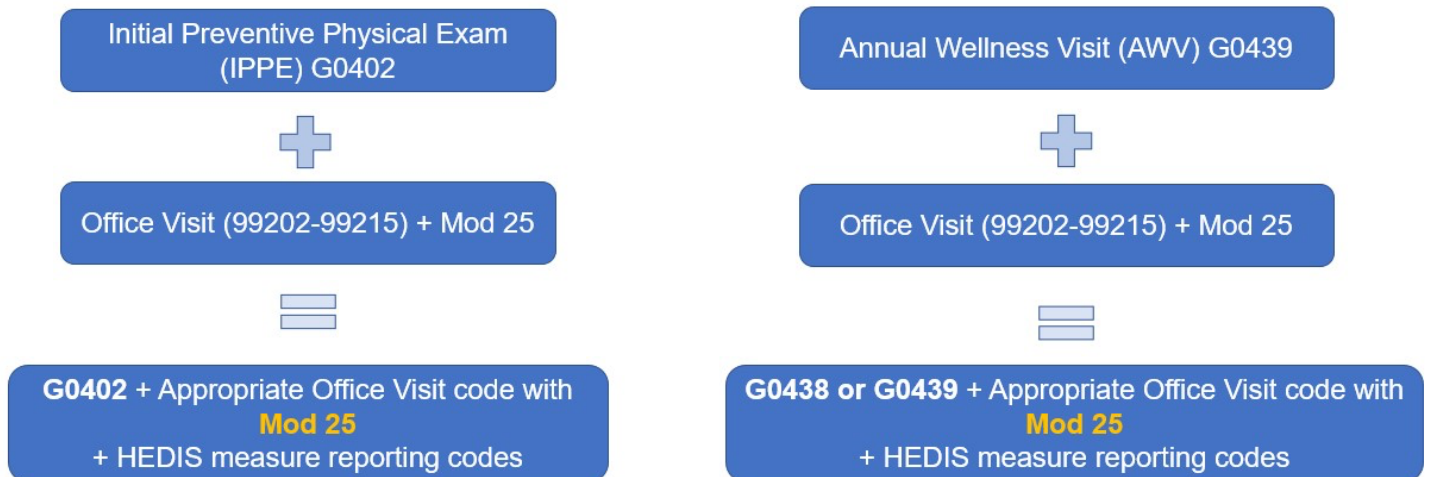 Initial Preventive Physical Exam
(IPPE) G0402
Office Visit (99202-99215) + Mod 25
G0402 + Appropriate Office Visit code with
Mod 25
+ HEDIS measure reporting codes
Annual Wellness Visit (AWV) G0439
Office Visit (99202-99215) + Mod 25
G0438 or G0439 + Appropriate Office Visit code with
Mod 25
+ HEDIS measure reporting codes